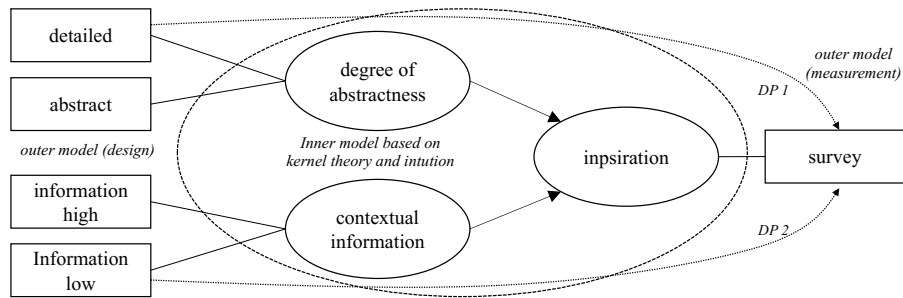 detailed
abstract
outer model (design)
information
high
Information
low
degree of
abstractness
Inner model based on
kernel theory and intution
contextual
information
inpsiration
outer model
(measurement)
DP 1
survey
DP 2